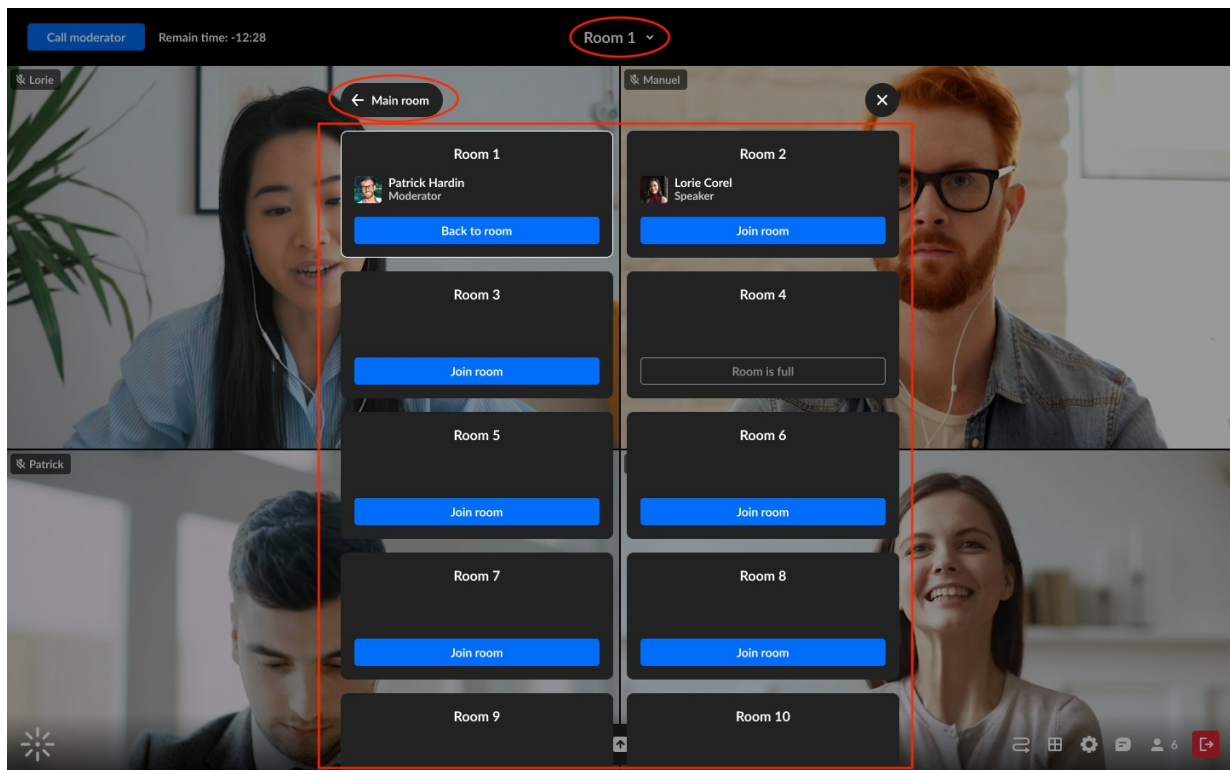 Call moderator
Remain time: -12:28
Room 1
Lorie
Manuel
Main room
Room 1
Patrick Hardin
Moderator
Back to room
Room 2
Lorie Corel
Speaker
Join room
Room 3
Join room
Room 4
Room is full
Room 5
Join room
Room 6
Join room
Patrick
Room 7
Join room
Room 8
Join room
Room 9
Room 10
6